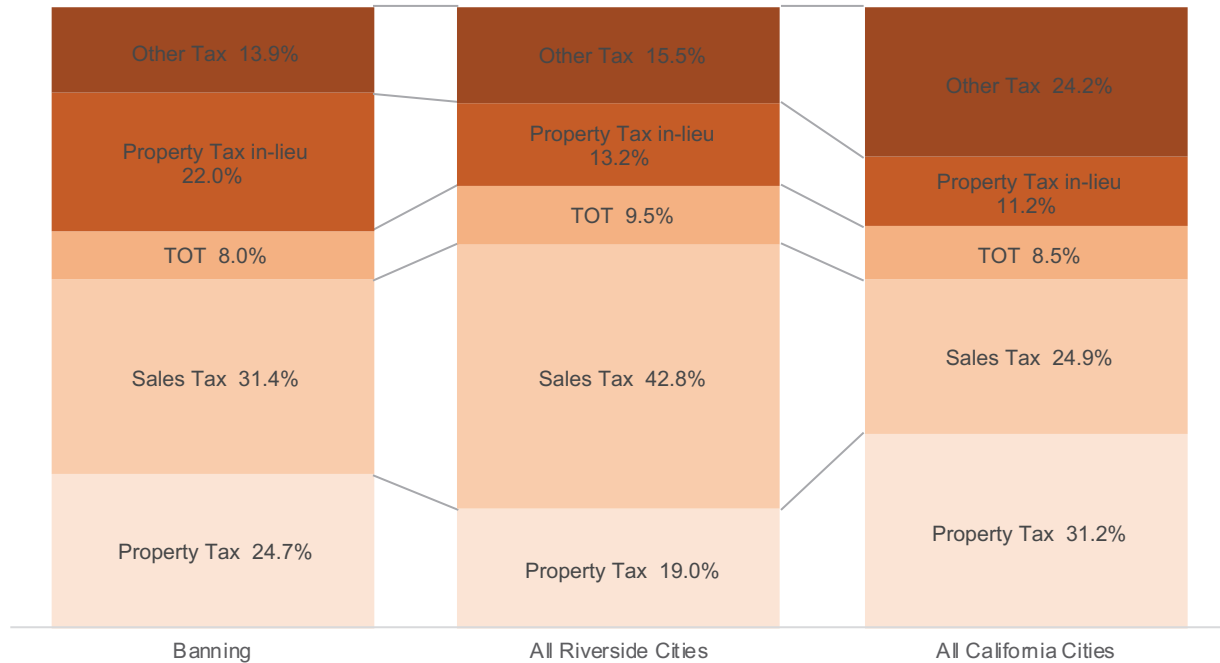 Other Tax 13.9%
Property Tax in-lieu
22.0%
TOT 8.0%
Sales Tax 31.4%
Property Tax 24.7%
Banning
Other Tax 15.5%
Property Tax in-lieu
13.2%
TOT 9.5%
Sales Tax 42.8%
Property Tax 19.0%
All Riverside Cities
Other Tax 24.2%
Property Tax in-lieu
11.2%
TOT 8.5%
Sales Tax 24.9%
Property Tax 31.2%
All California Cities